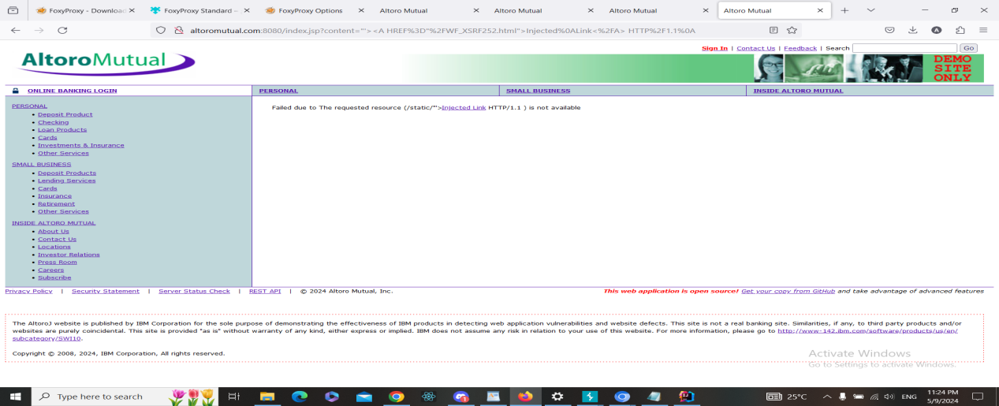 FoxyProxy - Download
FoxyProxy Standard –
FoxyProxy Options
Altoro Mutual
Altoro Mutual
Altoro Mutual
Altoro Mutual
altoromutual.com:8080/index.jsp?content="'><A HREF%3D"%2FWF_XSRF252.html">Injected%0ALink<%2FA> HTTP%2F1.1%0A
Sign In | Contact Us | Feedback | Search Go
AltoroMutual
DEMO
SITE
ONLY
ONLINE BANKING LOGIN
PERSONAL
SMALL BUSINESS
INSIDE ALTORO MUTUAL
PERSONAL
• Deposit Product
• Checking
• Loan Products
• Cards
• Investments & Insurance
• Other Services
SMALL BUSINESS
• Deposit Products
• Lending Services
• Cards
• Insurance
• Retirement
• Other Services
INSIDE ALTORO MUTUAL
• About Us
• Contact Us
• Locations
• Investor Relations
• Press Room
• Careers
• Subscribe
Failed due to The requested resource (/static/"'>Injected Link HTTP/1.1 ) is not available
Privacy Policy | Security Statement | Server Status Check | REST API | © 2024 Altoro Mutual, Inc.
This web application is open source! Get your copy from GitHub and take advantage of advanced features
The AltoroJ website is published by IBM Corporation for the sole purpose of demonstrating the effectiveness of IBM products in detecting web application vulnerabilities and website defects. This site is not a real banking site. Similarities, if any, to third party products and/or
websites are purely coincidental. This site is provided "as is" without warranty of any kind, either express or implied. IBM does not assume any risk in relation to your use of this website. For more information, please go to http://www-142.ibm.com/software/products/us/en/
subcategory/SWI10.
Copyright © 2008, 2024, IBM Corporation, All rights reserved.
Activate Windows
Go to Settings to activate Windows.
Type here to search
25°C
ENG
11:24 PM
5/9/2024